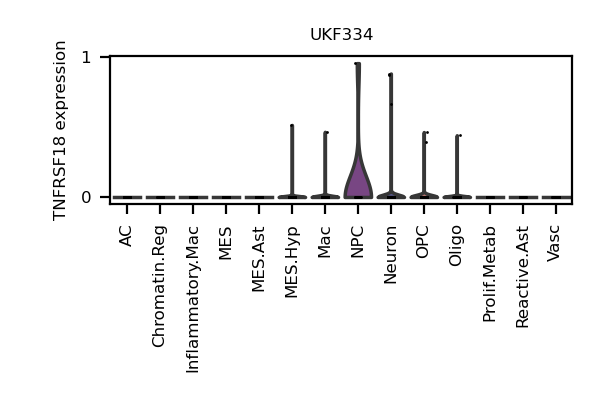 UKF334
TNFRSF18 expression
1
0
AC
Chromatin.Reg
Inflammatory.Mac
MES
MES.Ast
MES.Hyp
Mac
NPC
Neuron
OPC
Oligo
Prolif.Metab
Reactive.Ast
Vasc